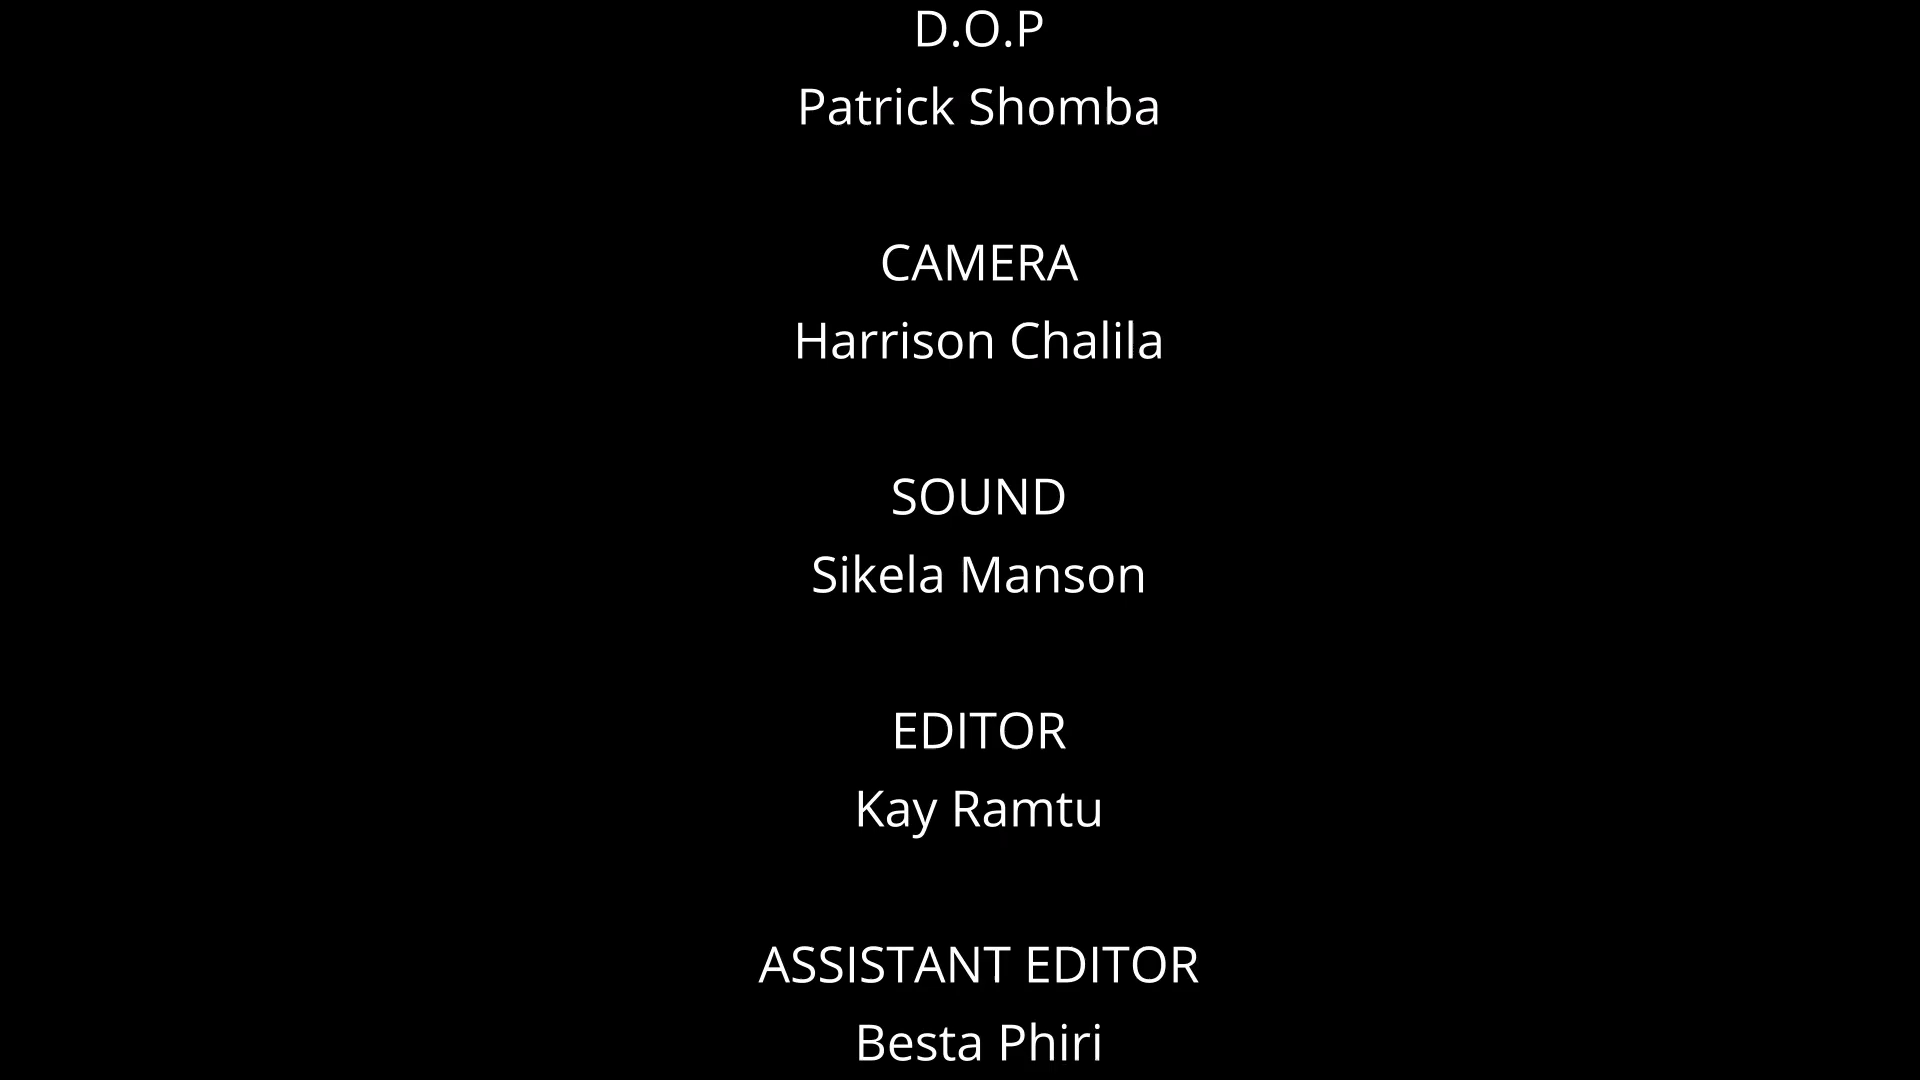 D.O.P
Patrick Shomba
CAMERA
Harrison Chalila
SOUND
Sikela Manson
EDITOR
Kay Ramtu
ASSISTANT EDITOR
Besta Phiri